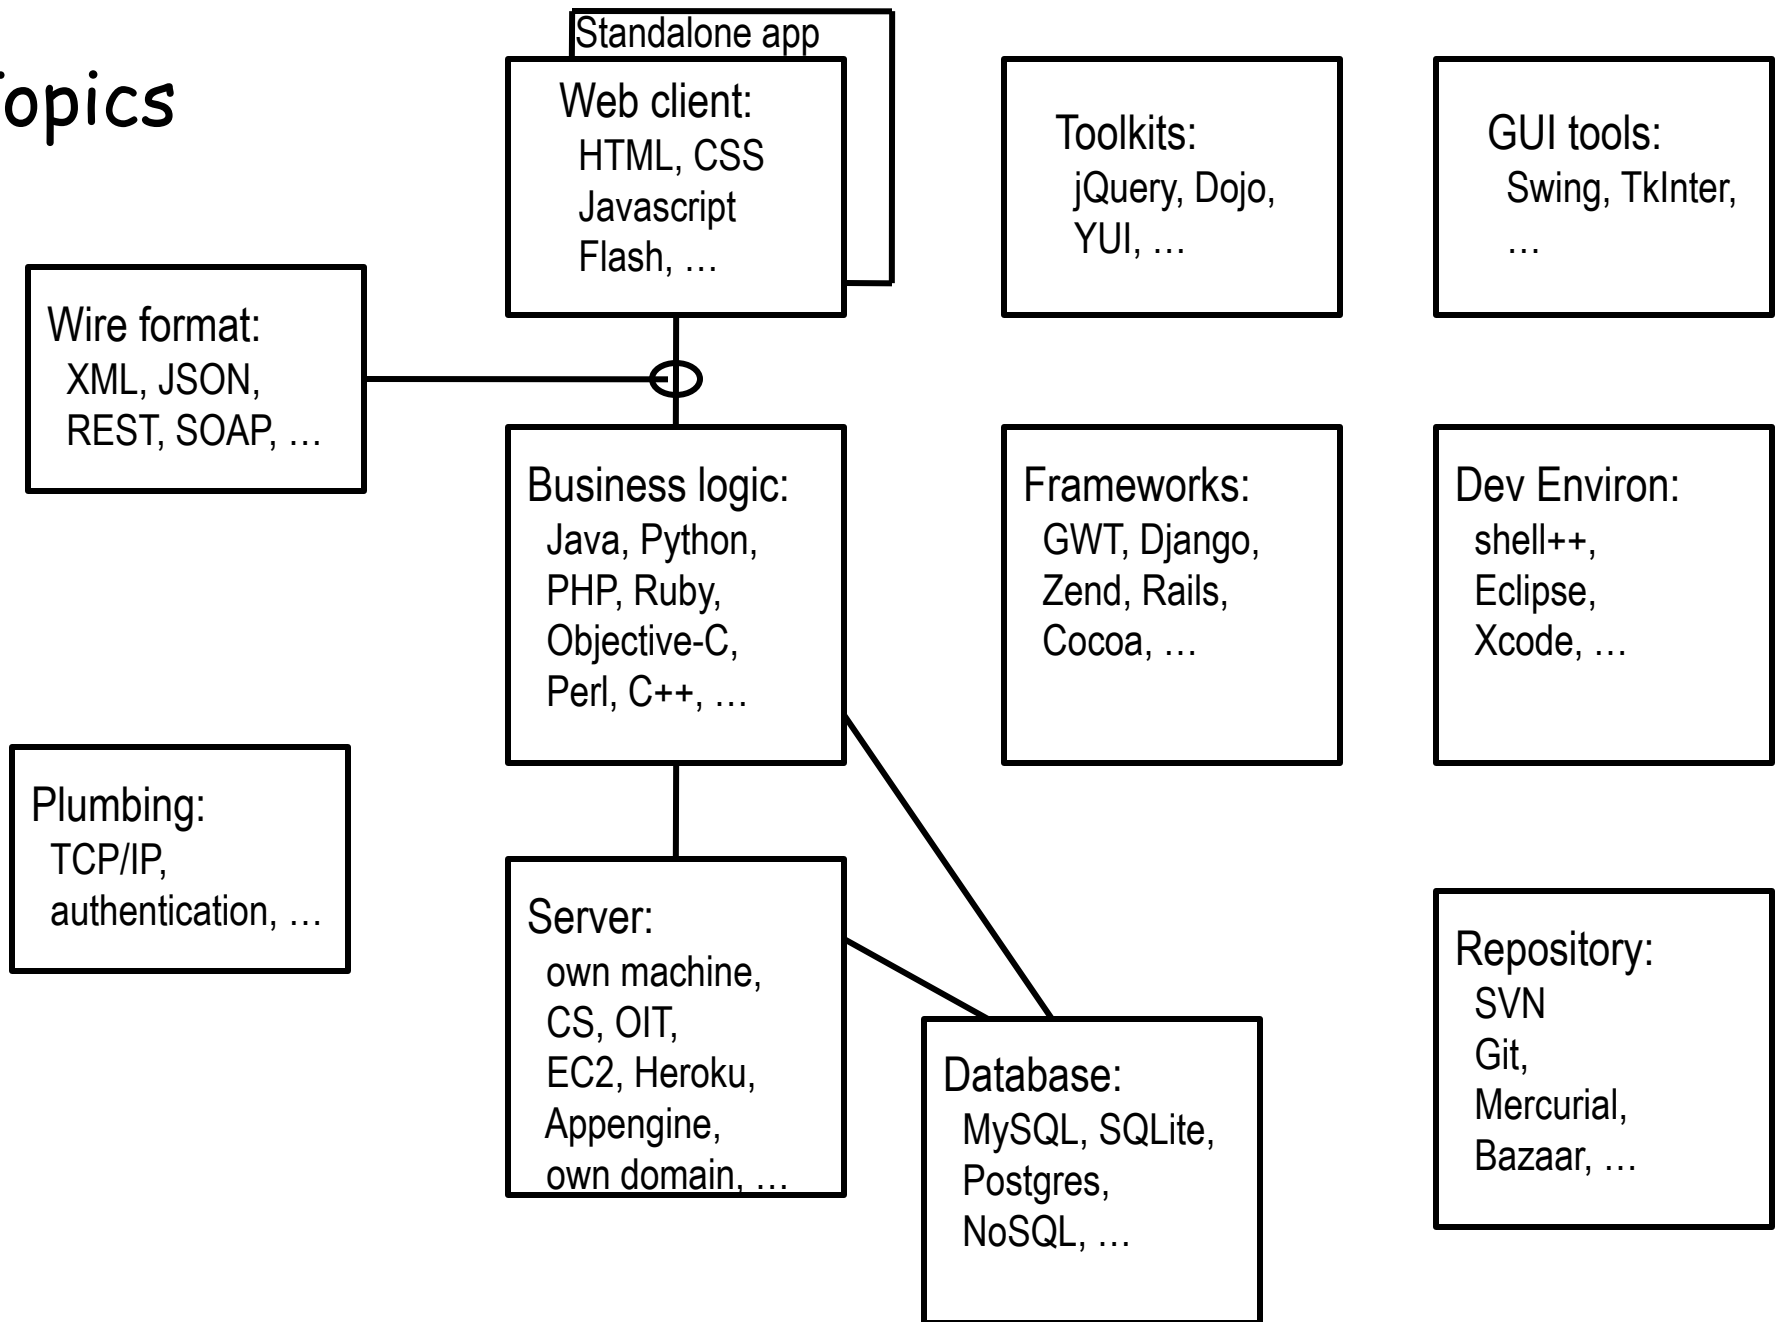 Topics
Standalone app
Web client:
HTML, CSS
Javascript
Flash, …
Toolkits:
jQuery, Dojo,
YUI, …
GUI tools:
Swing, TkInter,
…
Wire format:
XML, JSON,
REST, SOAP, …
Business logic:
Java, Python,
PHP, Ruby,
Objective-C,
Perl, C++, …
Frameworks:
GWT, Django,
Zend, Rails,
Cocoa, …
Dev Environ:
shell++,
Eclipse,
Xcode, …
Plumbing:
TCP/IP,
authentication, …
Server:
own machine,
CS, OIT,
EC2, Heroku,
Appengine,
own domain, …
Database:
MySQL, SQLite,
Postgres,
NoSQL, …
Repository:
SVN
Git,
Mercurial,
Bazaar, …